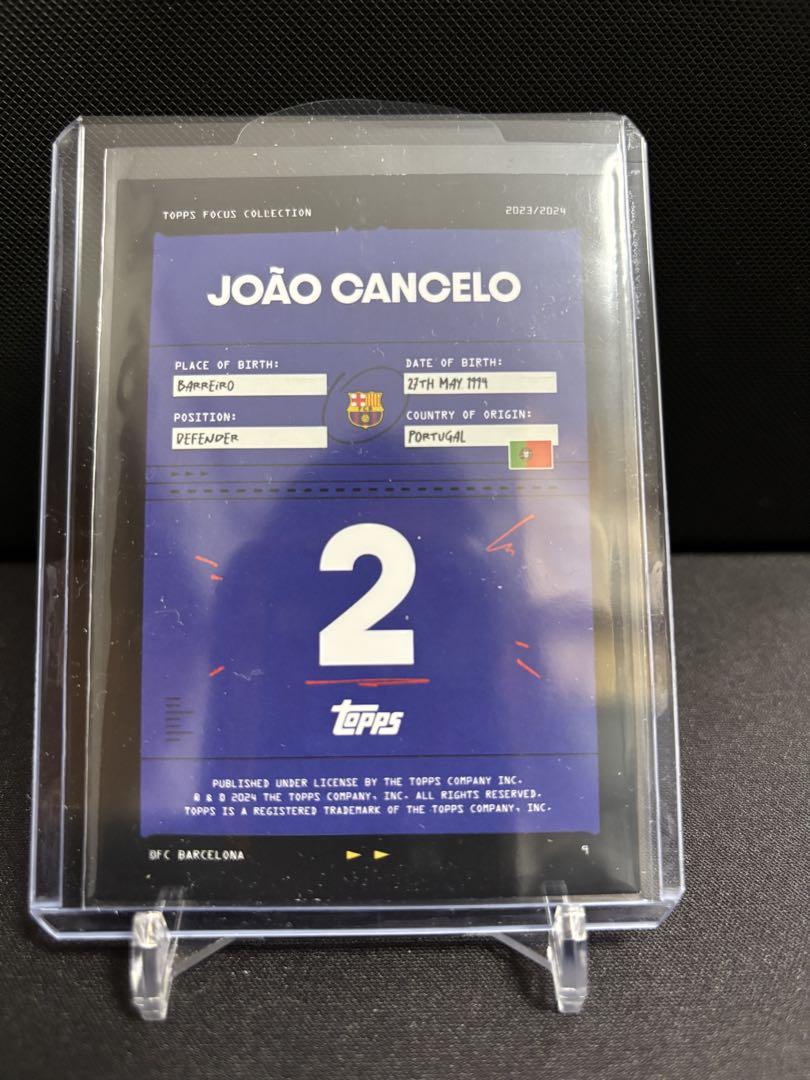 TOPPS FOCUS COLLECTION 2023/2024
JOÃO CANCELO
PLACE OF BIRTH: DATE OF BIRTH:
BARREIRO 27TH MAY 1994
POSITION: COUNTRY OF ORIGIN:
DEFENDER PORTUGAL
FCB
2
topps
PUBLISHED UNDER LICENSE BY THE TOPPS COMPANY INC.
® & © 2024 THE TOPPS COMPANY, INC. ALL RIGHTS RESERVED.
TOPPS IS A REGISTERED TRADEMARK OF THE TOPPS COMPANY, INC.
©FC BARCELONA 9